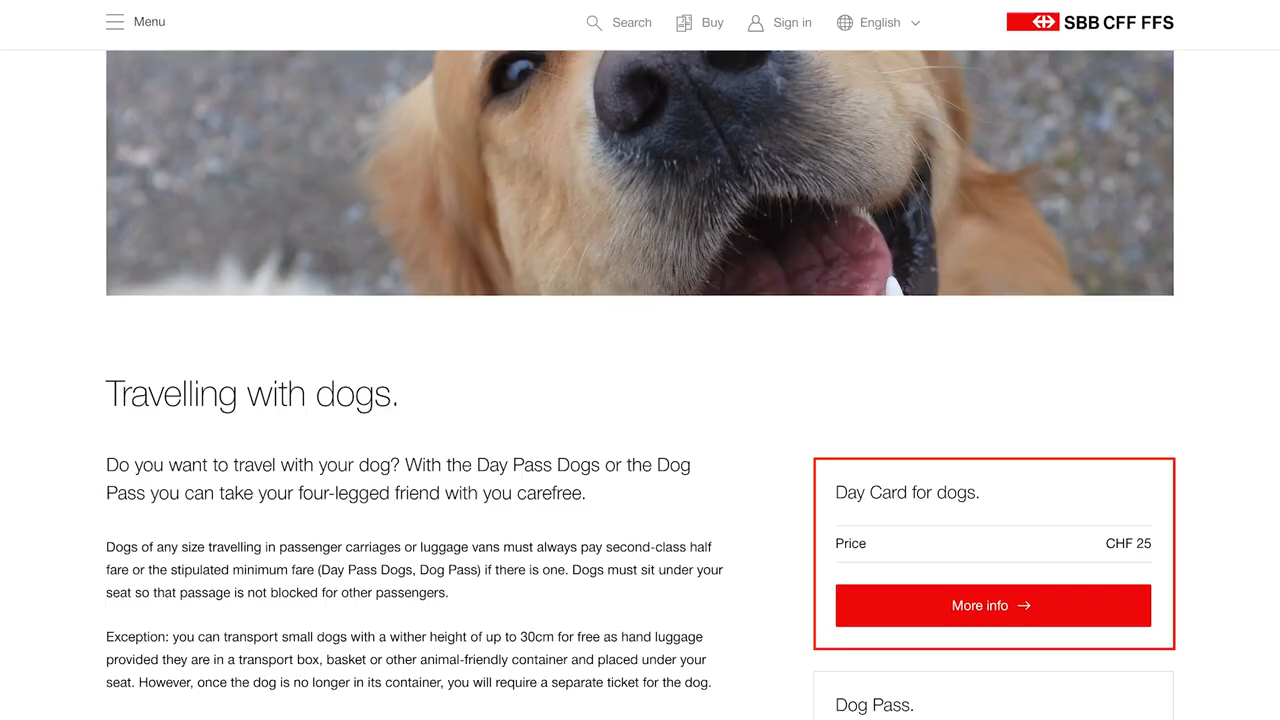 Menu
Search
Buy
Sign in
English
SBB CFF FFS
Travelling with dogs.
Do you want to travel with your dog? With the Day Pass Dogs or the Dog
Pass you can take your four-legged friend with you carefree.
Dogs of any size travelling in passenger carriages or luggage vans must always pay second-class half
fare or the stipulated minimum fare (Day Pass Dogs, Dog Pass) if there is one. Dogs must sit under your
seat so that passage is not blocked for other passengers.
Exception: you can transport small dogs with a wither height of up to 30cm for free as hand luggage
provided they are in a transport box, basket or other animal-friendly container and placed under your
seat. However, once the dog is no longer in its container, you will require a separate ticket for the dog.
Day Card for dogs.
Price CHF 25
More info
Dog Pass.